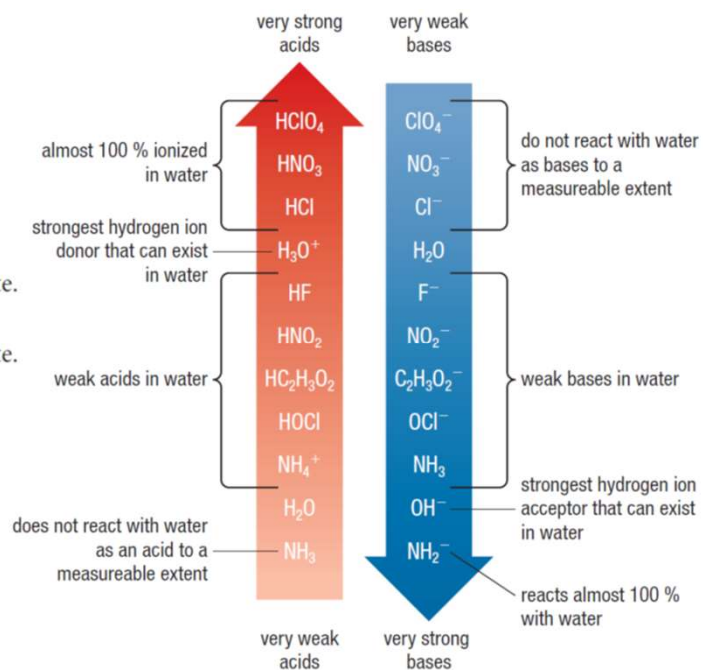 very strong
acids
very weak
bases
almost 100 % ionized
in water
strongest hydrogen ion
donor that can exist
in water
te.
te.
weak acids in water
does not react with water
as an acid to a
measureable extent
HClO₄
HNO₃
HCl
H₃O⁺
HF
HNO₂
HC₂H₃O₂
HOCl
NH₄⁺
H₂O
NH₃
ClO₄⁻
NO₃⁻
Cl⁻
H₂O
F⁻
NO₂⁻
C₂H₃O₂⁻
OCl⁻
NH₃
OH⁻
NH₂⁻
do not react with water
as bases to a
measureable extent
weak bases in water
strongest hydrogen ion
acceptor that can exist
in water
reacts almost 100 %
with water
very weak
acids
very strong
bases